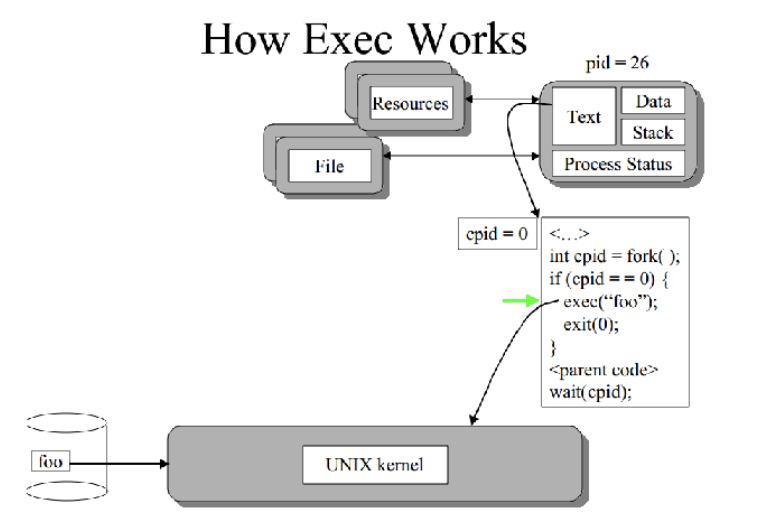 How Exec Works
pid = 26
Resources
Text
Data
Stack
File
Process Status
cpid = 0
<...>
int cpid = fork( );
if (cpid = = 0) {
exec(“foo”);
exit(0);
}
<parent code>
wait(cpid);
foo
UNIX kernel